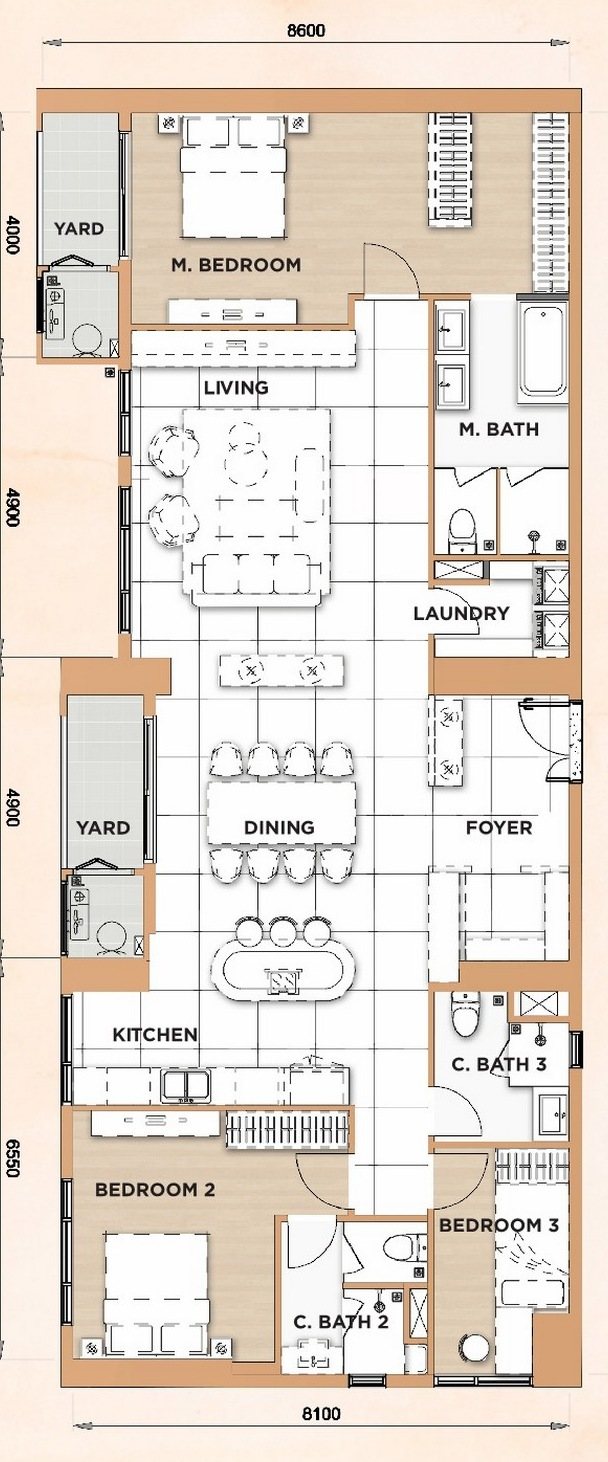 8600
YARD
4000
M. BEDROOM
LIVING
M. BATH
4900
LAUNDRY
4900
YARD
DINING
FOYER
KITCHEN
C. BATH 3
6550
BEDROOM 2
BEDROOM 3
C. BATH 2
8100